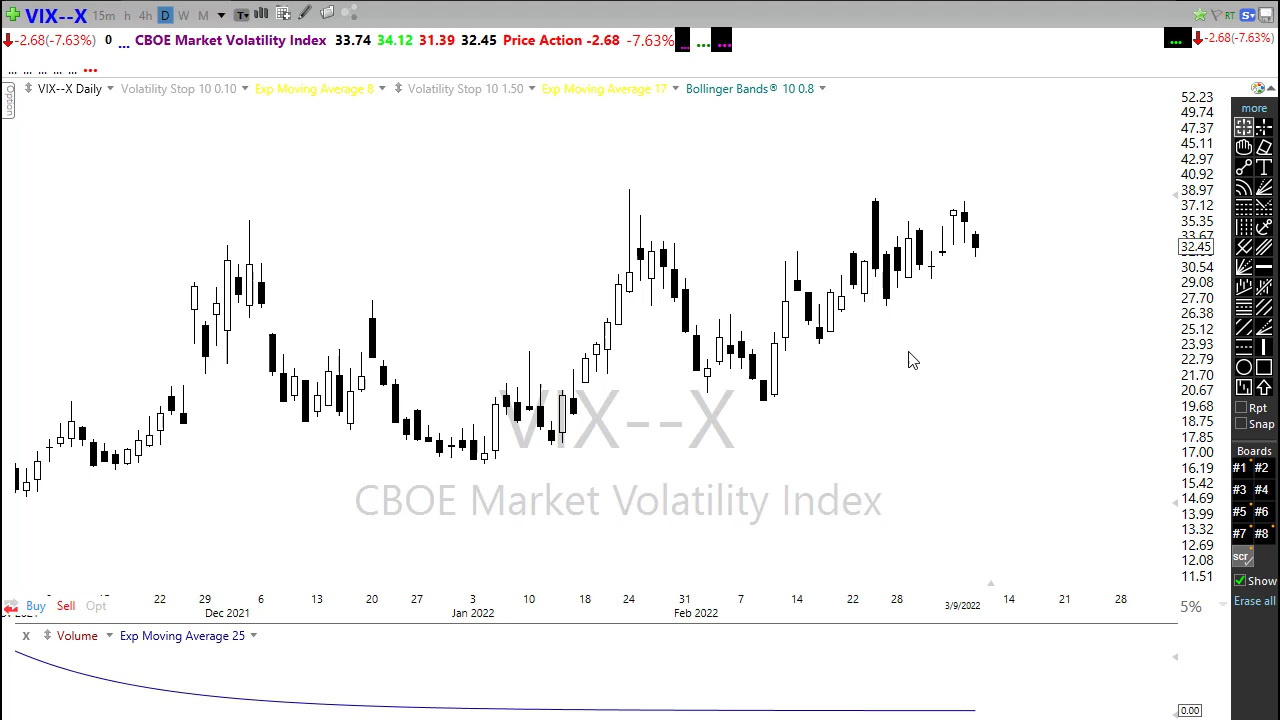 VIX--X 15m h 4h D W M T RT S
-2.68(-7.63%) 0 ... CBOE Market Volatility Index 33.74 34.12 31.39 32.45 Price Action -2.68 -7.63% ... ... ... ... -2.68(-7.63%)
... ... ... ... ... ...
Option
VIX--X Daily Volatility Stop 10 0.10 Exp Moving Average 8 Volatility Stop 10 1.50 Exp Moving Average 17 Bollinger Bands® 10 0.8
52.23
49.74
47.37
45.11
42.97
40.92
38.97
37.12
35.35
33.67
32.45
30.54
29.08
27.70
26.38
25.12
23.93
22.79
21.70
20.67
19.68
18.75
17.85
17.00
16.19
15.42
14.69
13.99
13.32
12.69
12.08
11.51
VIX--X
CBOE Market Volatility Index
more
T
Rpt
Snap
Boards
#1 #2
#3 #4
#5 #6
#7 #8
scr
Show
Erase all
22 29 6 13 20 27 3 10 18 24 31 7 14 22 28 3/9/2022 14 21 28
Dec 2021 Jan 2022 Feb 2022
Buy Sell Opt
5%
x Volume Exp Moving Average 25
0.00